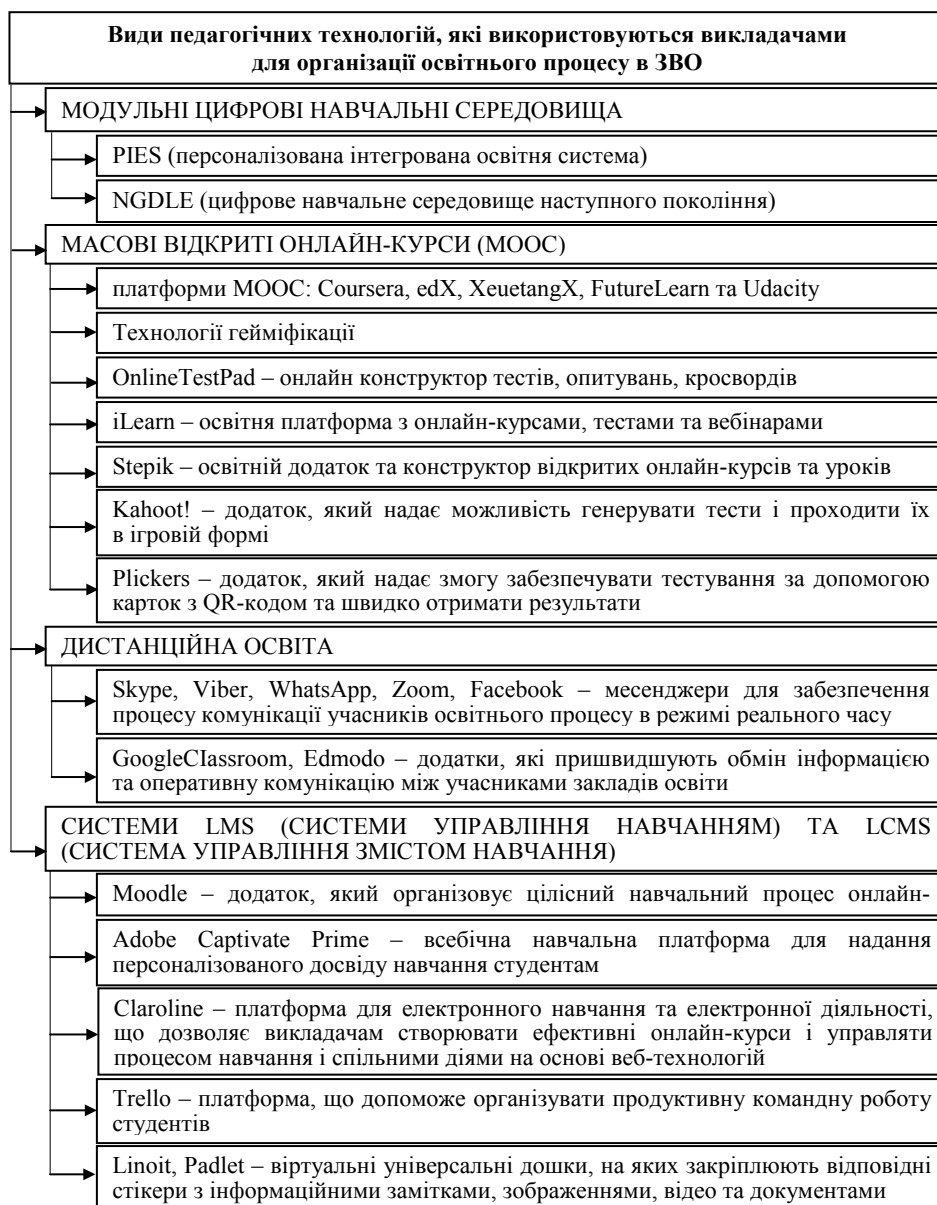 Види педагогічних технологій, які використовуються викладачами
для організації освітнього процесу в ЗВО
МОДУЛЬНІ ЦИФРОВІ НАВЧАЛЬНІ СЕРЕДОВИЩА
PIES (персоналізована інтегрована освітня система)
NGDLE (цифрове навчальне середовище наступного покоління)
МАСОВІ ВІДКРИТІ ОНЛАЙН-КУРСИ (МООС)
платформи МООС: Coursera, edX, XeuetangX, FutureLearn та Udacity
Технології гейміфікації
OnlineTestPad – онлайн конструктор тестів, опитувань, кросвордів
iLearn – освітня платформа з онлайн-курсами, тестами та вебінарами
Stepik – освітній додаток та конструктор відкритих онлайн-курсів та уроків
Kahoot! – додаток, який надає можливість генерувати тести і проходити їх
в ігровій формі
Plickers – додаток, який надає змогу забезпечувати тестування за допомогою
карток з QR-кодом та швидко отримати результати
ДИСТАНЦІЙНА ОСВІТА
Skype, Viber, WhatsApp, Zoom, Facebook – месенджери для забезпечення
процесу комунікації учасників освітнього процесу в режимі реального часу
GoogleCIassroom, Edmodo – додатки, які пришвидшують обмін інформацією
та оперативну комунікацію між учасниками закладів освіти
СИСТЕМИ LMS (СИСТЕМИ УПРАВЛІННЯ НАВЧАННЯМ) ТА LCMS
(СИСТЕМА УПРАВЛІННЯ ЗМІСТОМ НАВЧАННЯ)
Moodle – додаток, який організовує цілісний навчальний процес онлайн-
Adobe Captivate Prime – всебічна навчальна платформа для надання
персоналізованого досвіду навчання студентам
Claroline – платформа для електронного навчання та електронної діяльності,
що дозволяє викладачам створювати ефективні онлайн-курси і управляти
процесом навчання і спільними діями на основі веб-технологій
Trello – платформа, що допоможе організувати продуктивну командну роботу
студентів
Linoit, Padlet – віртуальні універсальні дошки, на яких закріплюють відповідні
стікери з інформаційними замітками, зображеннями, відео та документами